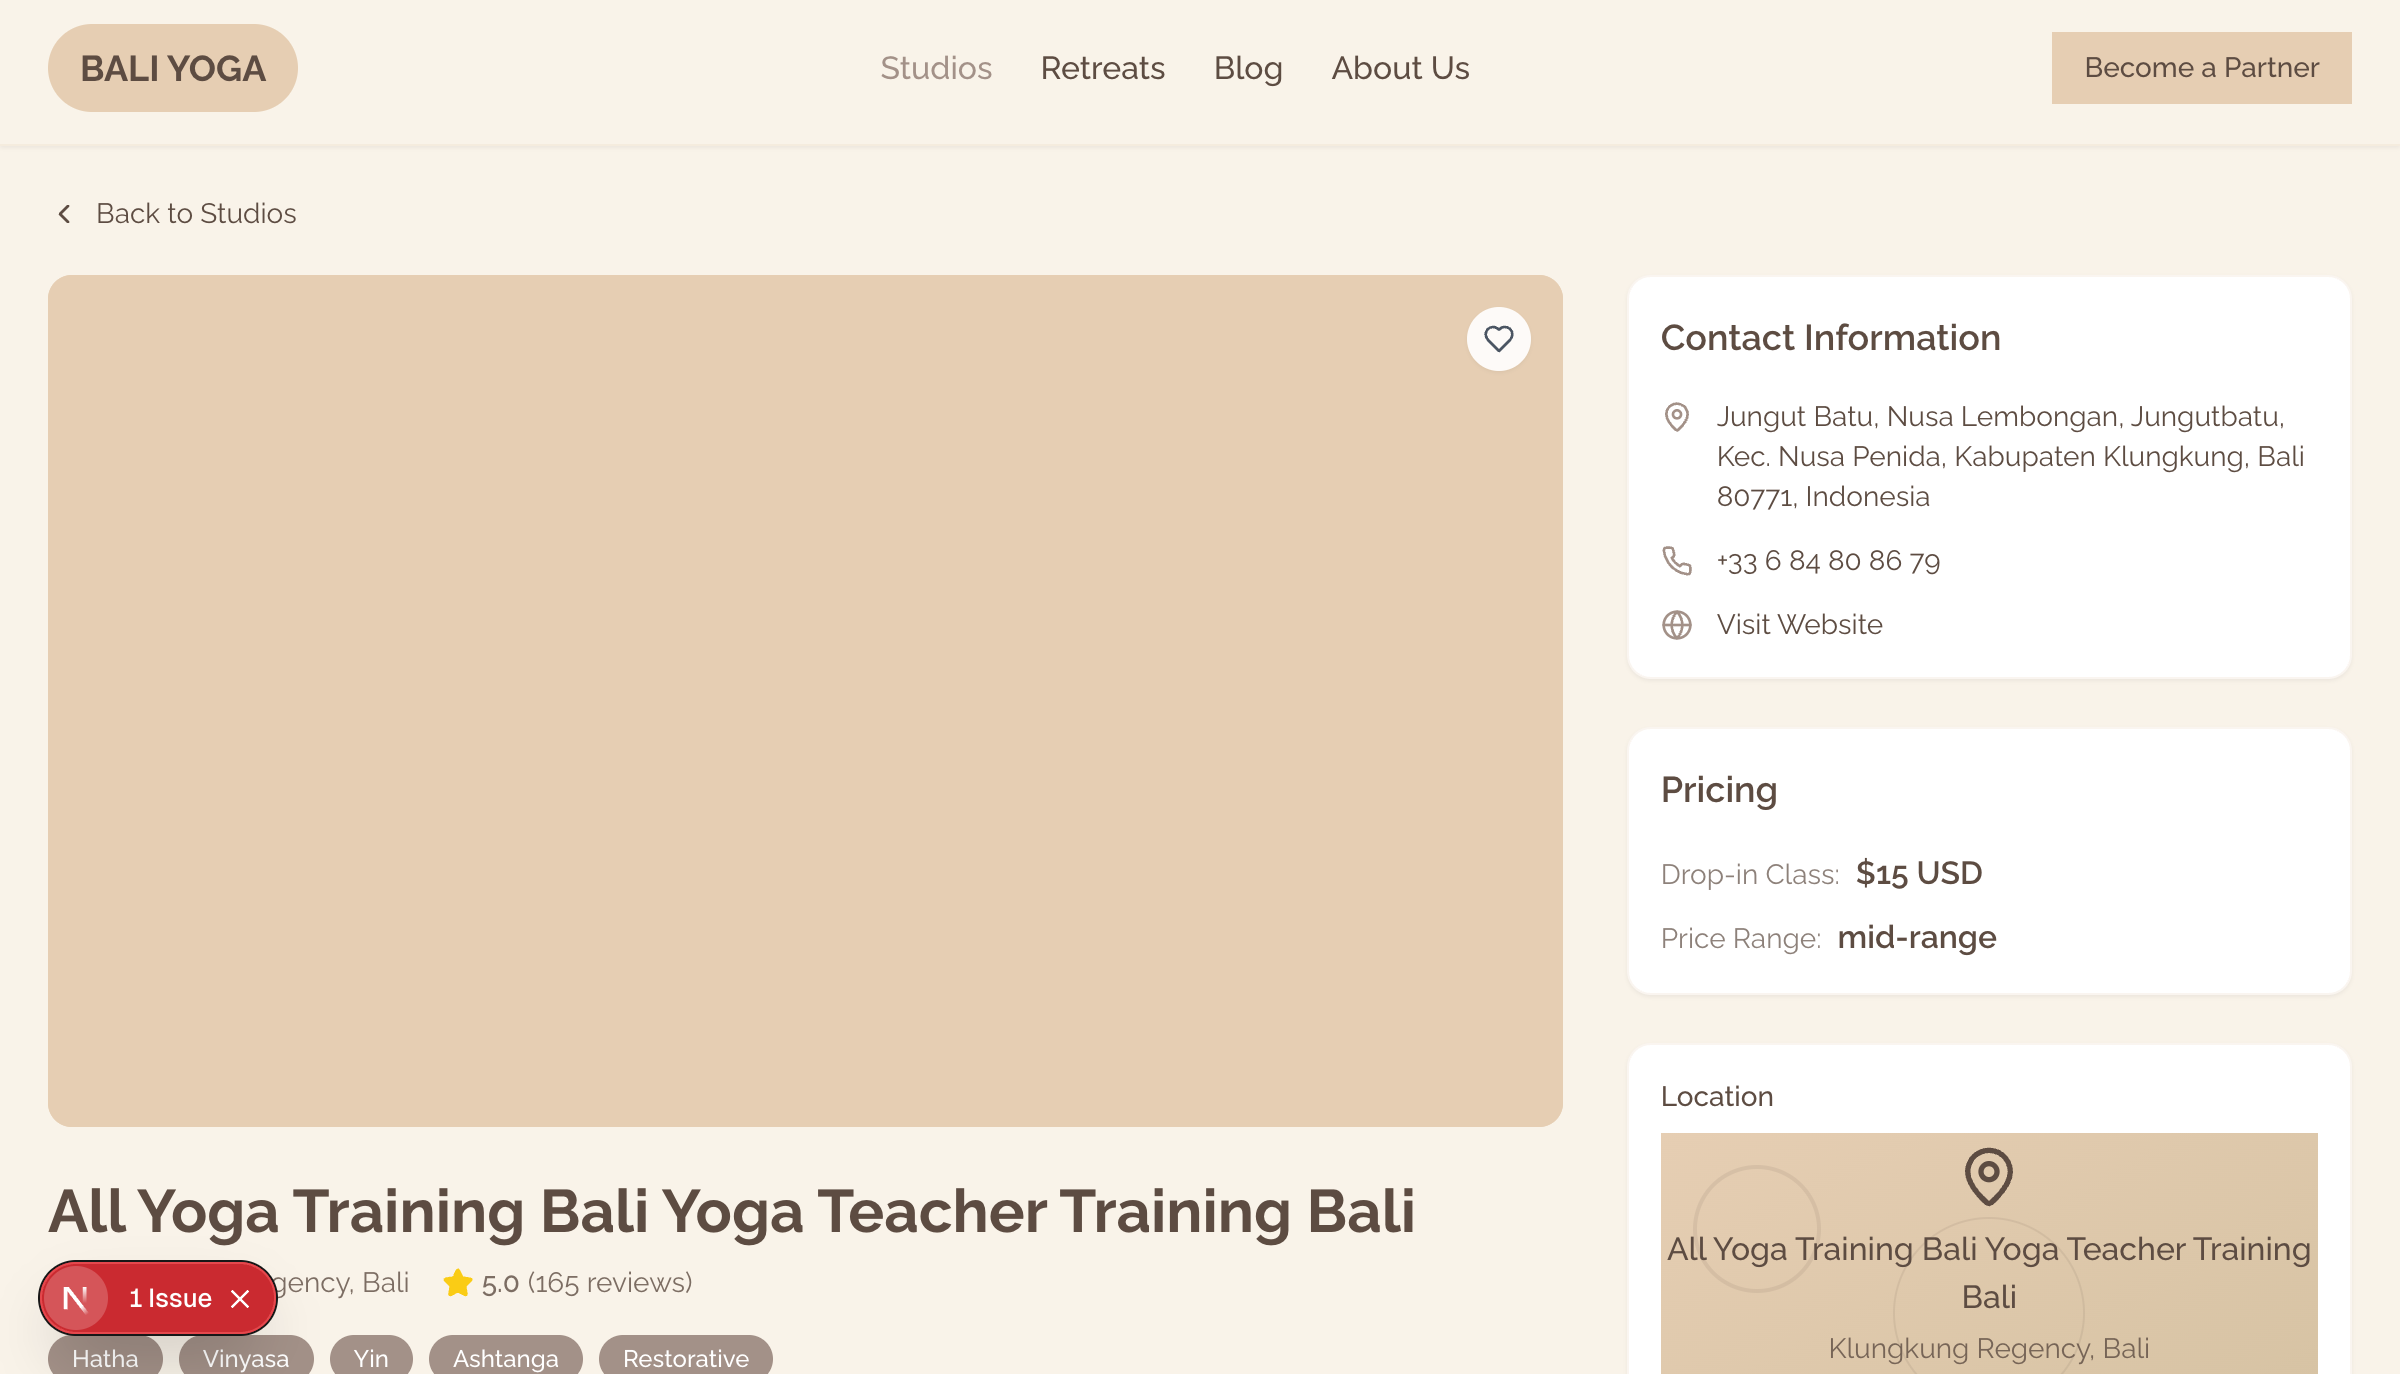 BALI YOGA
Studios
Retreats
Blog
About Us
Become a Partner
Back to Studios
Contact Information
Jungut Batu, Nusa Lembongan, Jungutbatu,
Kec. Nusa Penida, Kabupaten Klungkung, Bali
80771, Indonesia
+33 6 84 80 86 79
Visit Website
Pricing
Drop-in Class: $15 USD
Price Range: mid-range
Location
All Yoga Training Bali Yoga Teacher Training
Bali
Klungkung Regency, Bali
All Yoga Training Bali Yoga Teacher Training Bali
gency, Bali
5.0 (165 reviews)
N
1 Issue
Hatha
Vinyasa
Yin
Ashtanga
Restorative